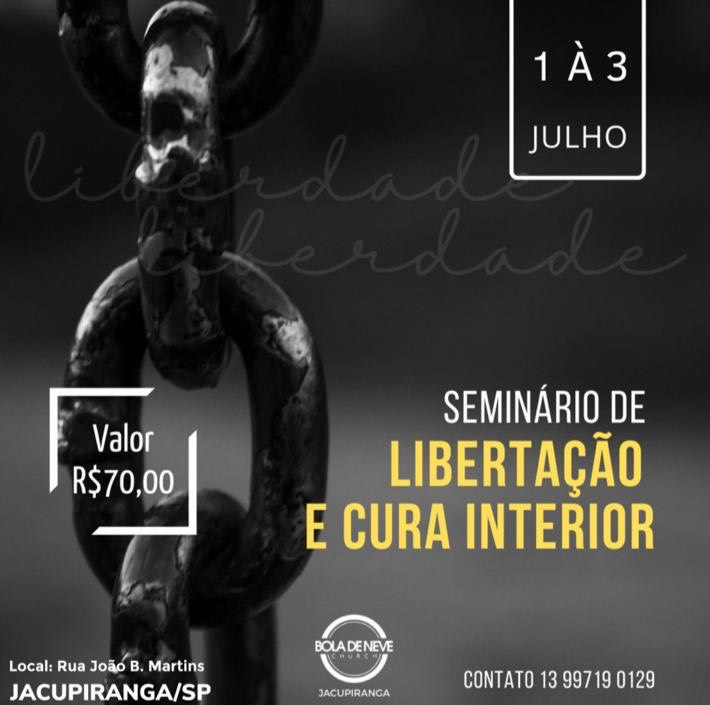 1 À 3
JULHO
liberdade
liberdade
Valor
R$70,00
SEMINÁRIO DE
LIBERTAÇÃO
E CURA INTERIOR
BOLA DE NEVE
CHURCH
JACUPIRANGA
Local: Rua João B. Martins
JACUPIRANGA/SP
CONTATO 13 99719 0129